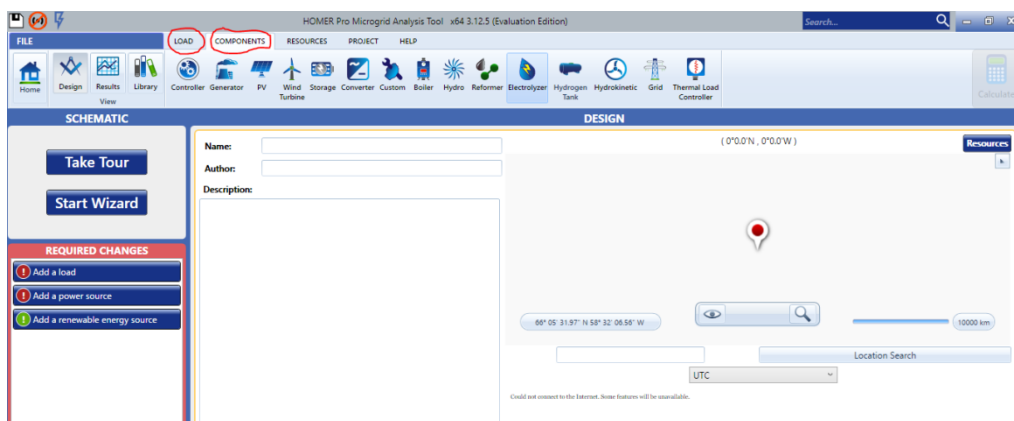 HOMER Pro Microgrid Analysis Tool x64 3.12.5 (Evaluation Edition)
Search...
FILE
LOAD COMPONENTS RESOURCES PROJECT HELP
Home Design Results Library Controller Generator PV Wind Turbine Storage Converter Custom Boiler Hydro Reformer Electrolyzer Hydrogen Tank Hydrokinetic Grid Thermal Load Controller Calculate
View
SCHEMATIC
DESIGN
Take Tour
Start Wizard
REQUIRED CHANGES
Add a load
Add a power source
Add a renewable energy source
Name:
Author:
Description:
( 0°0.0'N , 0°0.0'W )
Resources
66° 05' 31.97" N 58° 32' 06.56" W
10000 km
Location Search
UTC
Could not connect to the Internet. Some features will be unavailable.